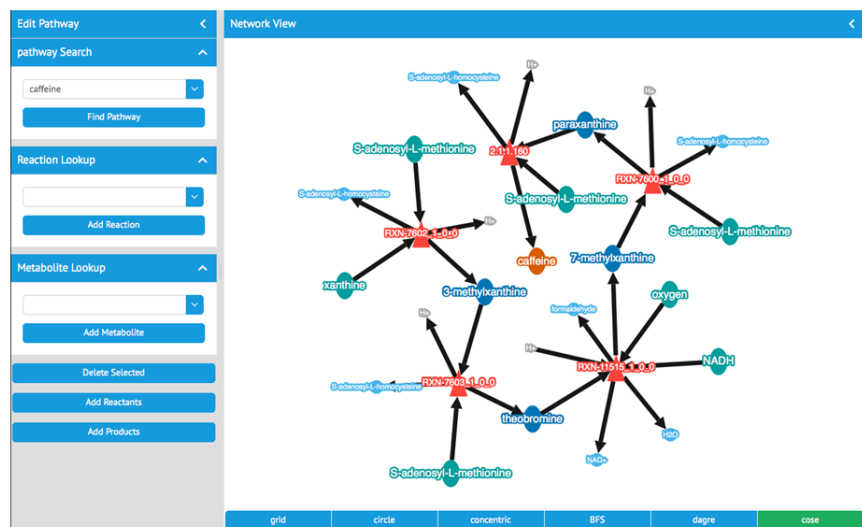 Edit Pathway
pathway Search
caffeine
Find Pathway
Reaction Lookup
Add Reaction
Metabolite Lookup
Add Metabolite
Delete Selected
Add Reactants
Add Products
Network View
H+
S-adenosyl-L-homocysteine
H+
paraxanthine
S-adenosyl-L-methionine
2.1.1.160
S-adenosyl-L-homocysteine
RXN-7600_1_0_0
S-adenosyl-L-homocysteine
S-adenosyl-L-methionine
H+
RXN-7602_1_0_0
S-adenosyl-L-methionine
caffeine
7-methylxanthine
xanthine
3-methylxanthine
oxygen
formaldehyde
H+
H+
NADH
RXN-11515_1_0_0
S-adenosyl-L-homocysteine
RXN-7603_1_0_0
theobromine
H2O
NAD+
S-adenosyl-L-methionine
grid
circle
concentric
BFS
dagre
cose